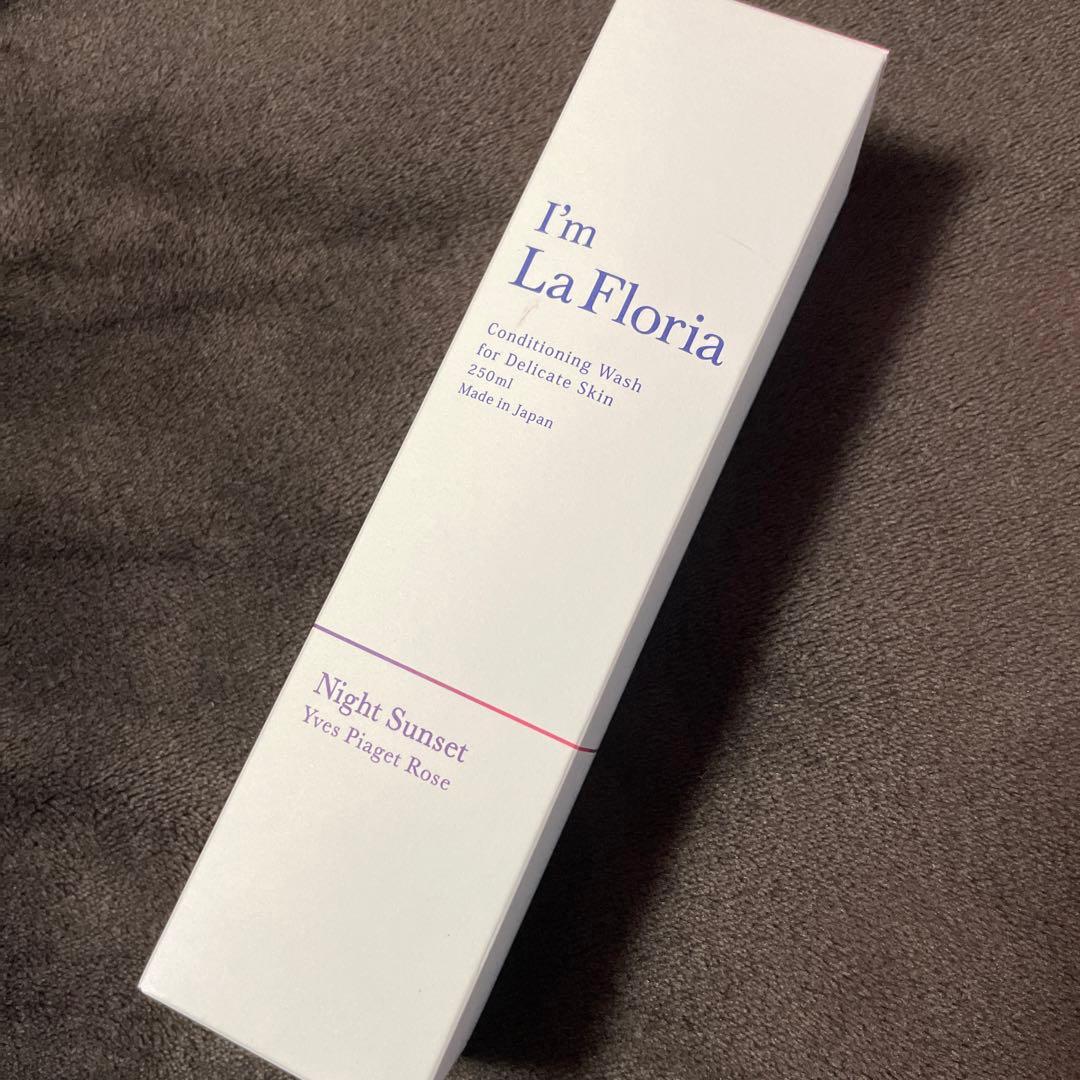 I'm
La Floria
Conditioning Wash
for Delicate Skin
250ml
Made in Japan
Night Sunset
Yves Piaget Rose